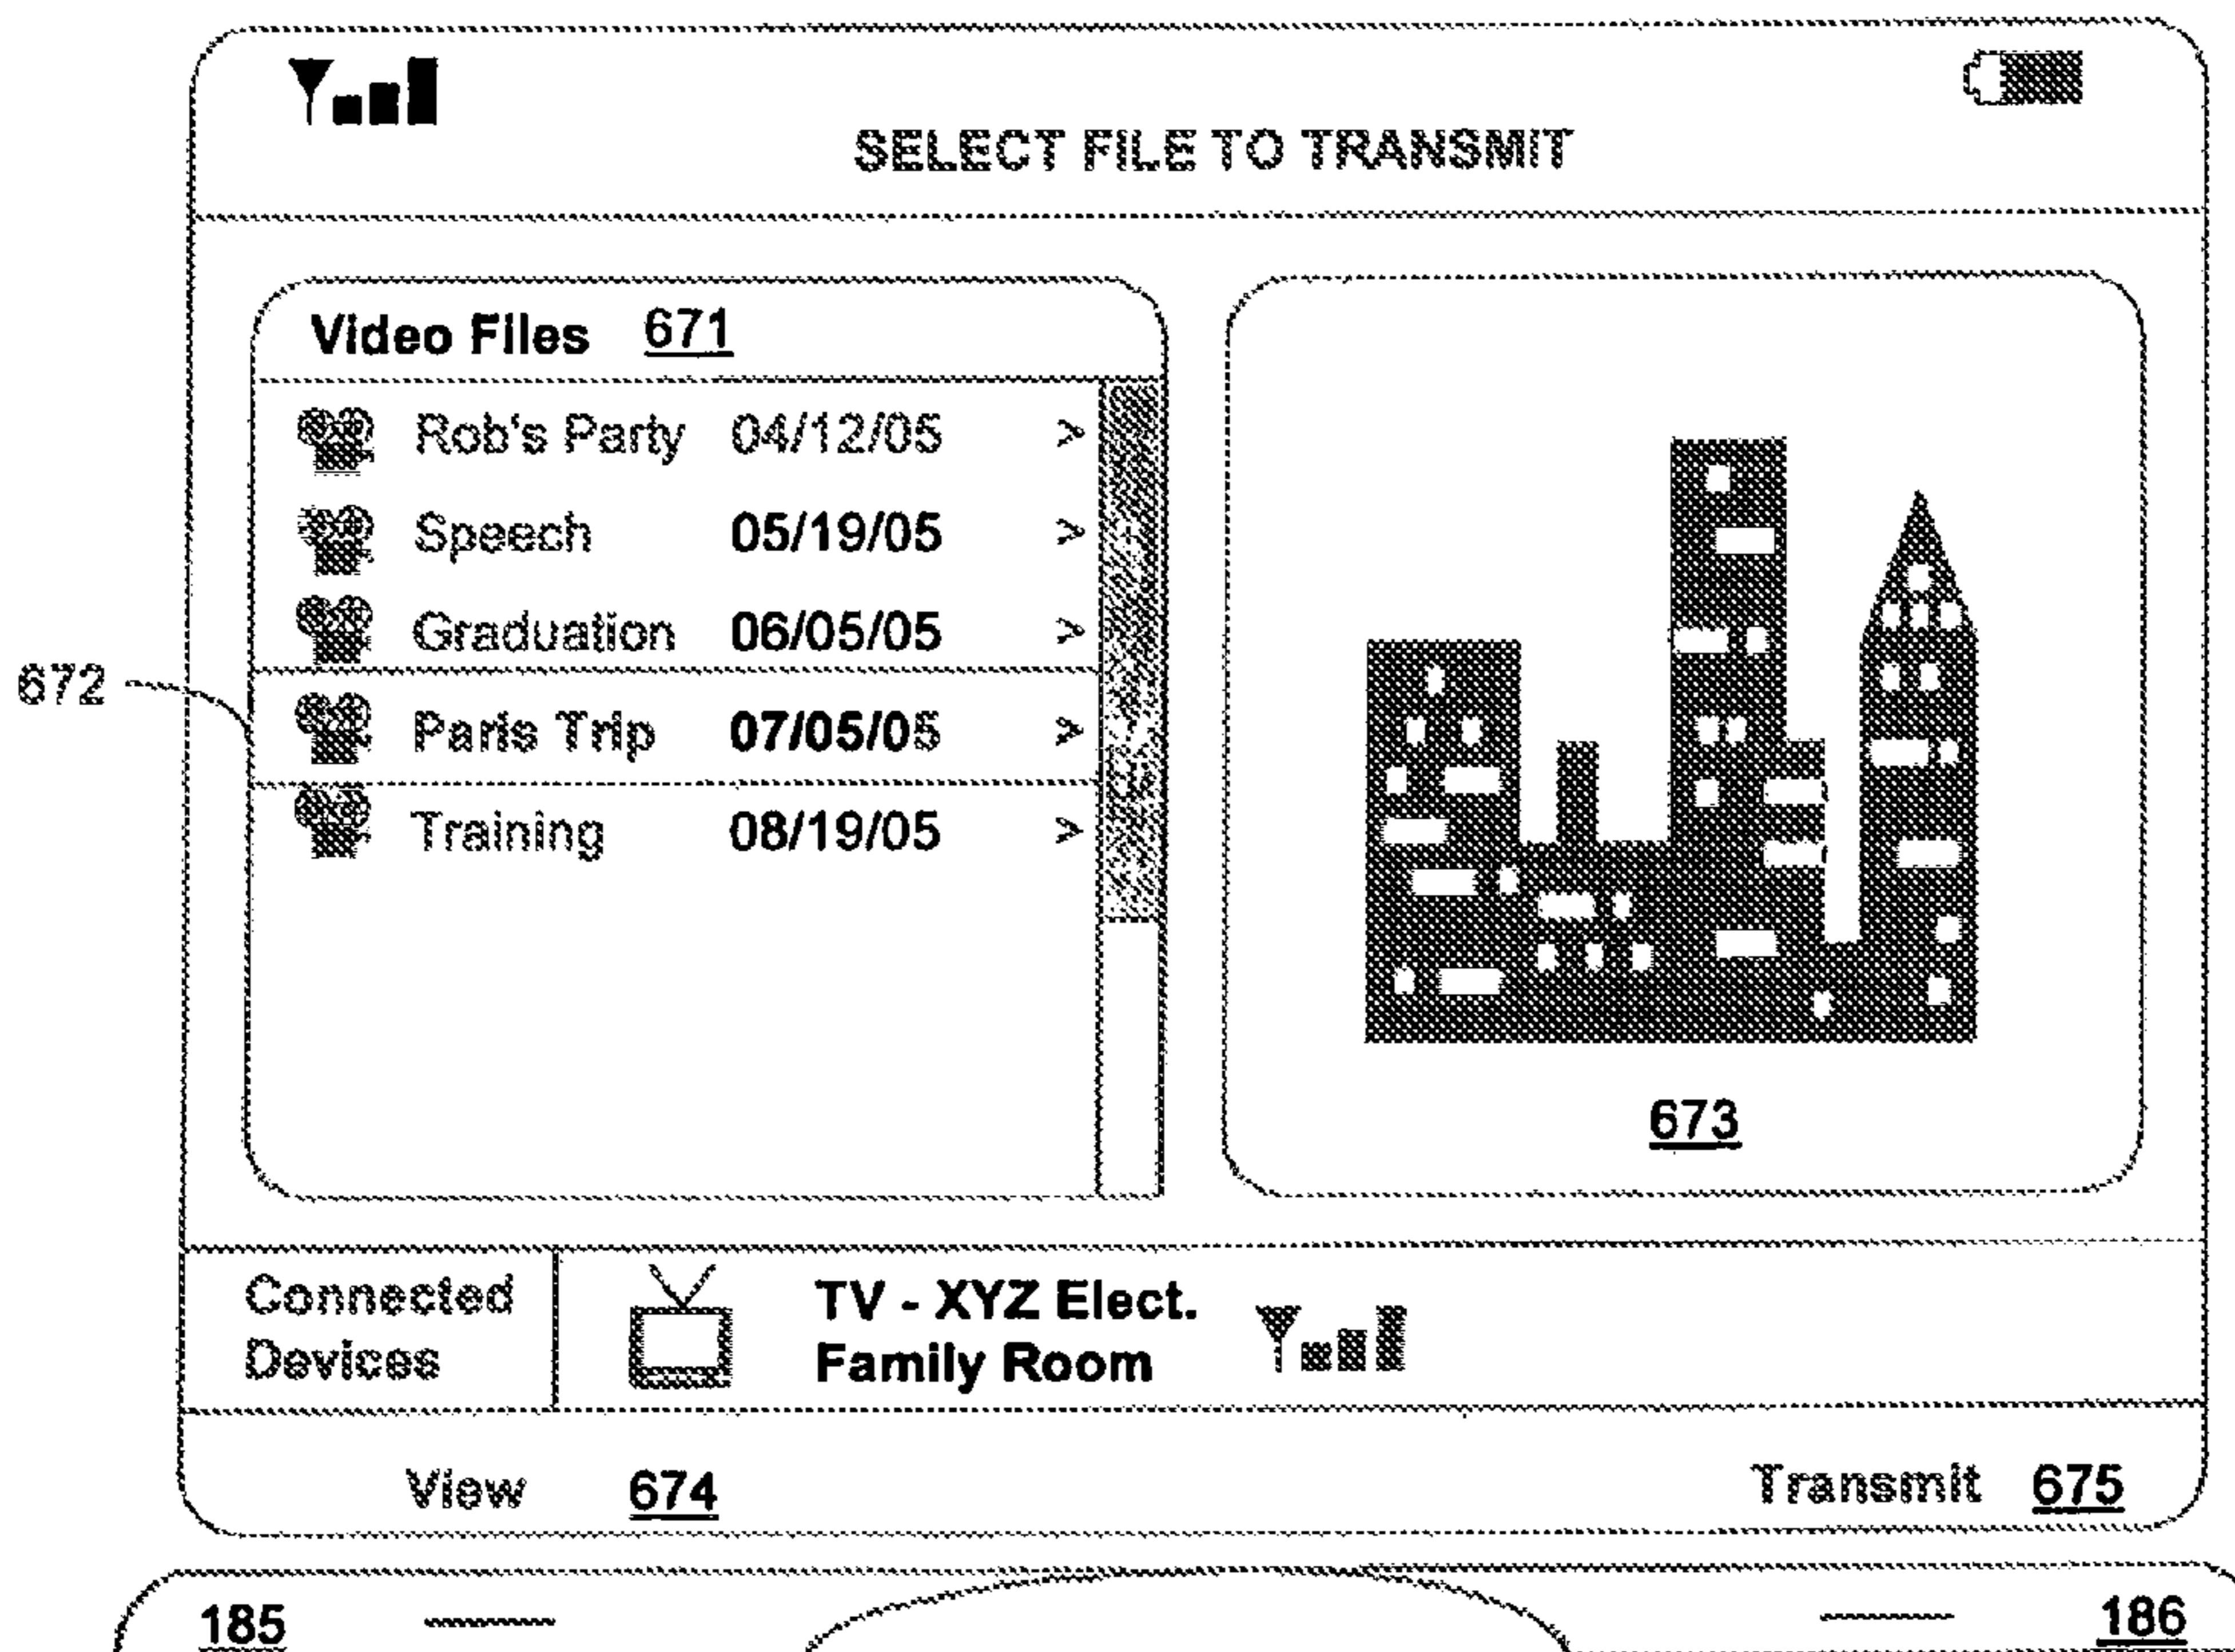 SELECT FILE TO TRANSMIT
Video Files 671
Rob's Party 04/12/05 >
Speech 05/19/05 >
Graduation 06/05/05 >
672
Paris Trip 07/05/05 >
Training 08/19/05 >
673
Connected
Devices
TV - XYZ Elect.
Family Room
View 674
Transmit 675
185
186